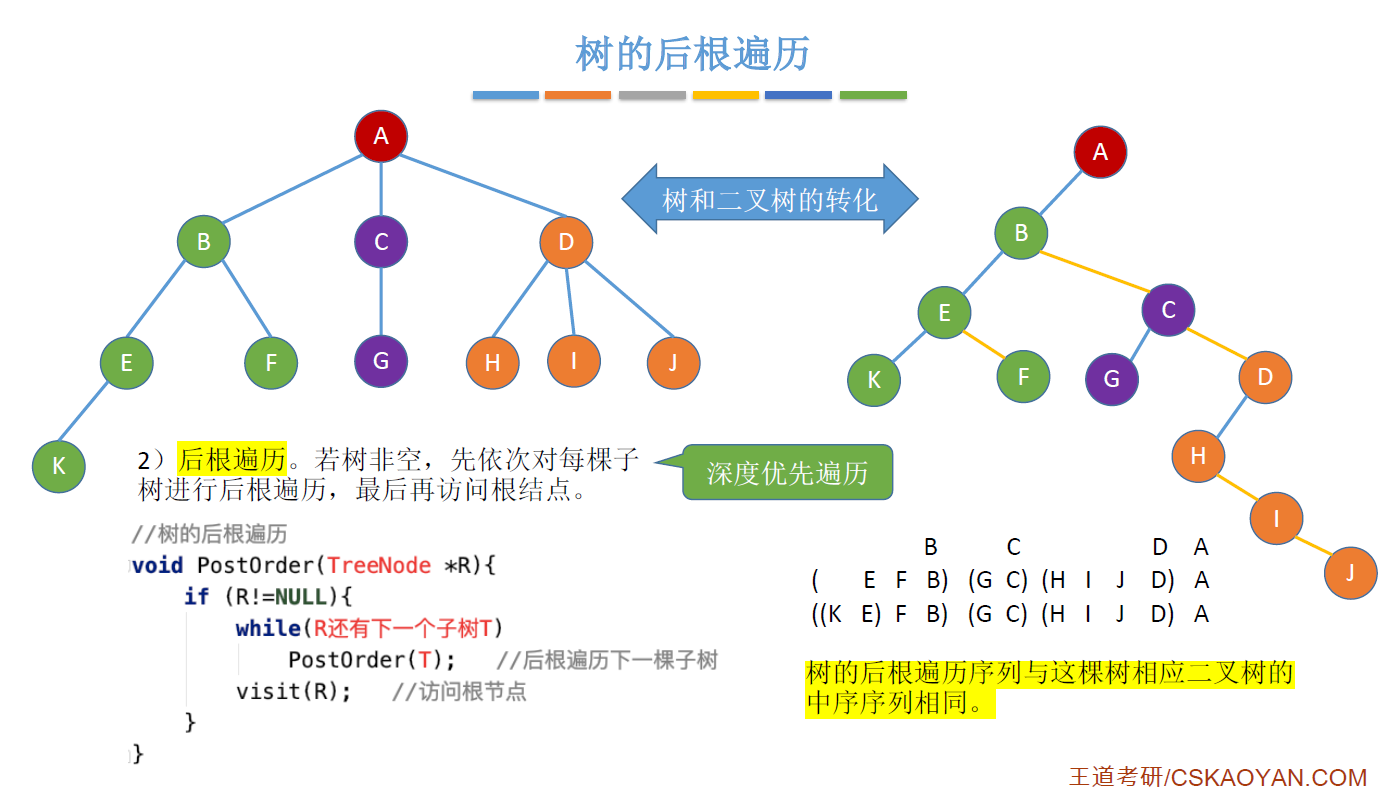 树的后根遍历
A
B
C
D
E
F
G
H
I
J
K
树和二叉树的转化
A
B
E
C
K
F
G
D
H
I
J
2）后根遍历。若树非空，先依次对每棵子
树进行后根遍历，最后再访问根结点。
深度优先遍历
//树的后根遍历
void PostOrder(TreeNode *R){
if (R!=NULL){
while(R还有下一个子树T)
PostOrder(T); //后根遍历下一棵子树
visit(R); //访问根节点
}
}
B C D A
( E F B) (G C) (H I J D) A
((K E) F B) (G C) (H I J D) A
树的后根遍历序列与这棵树相应二叉树的
中序序列相同。
王道考研/CSKAOYAN.COM